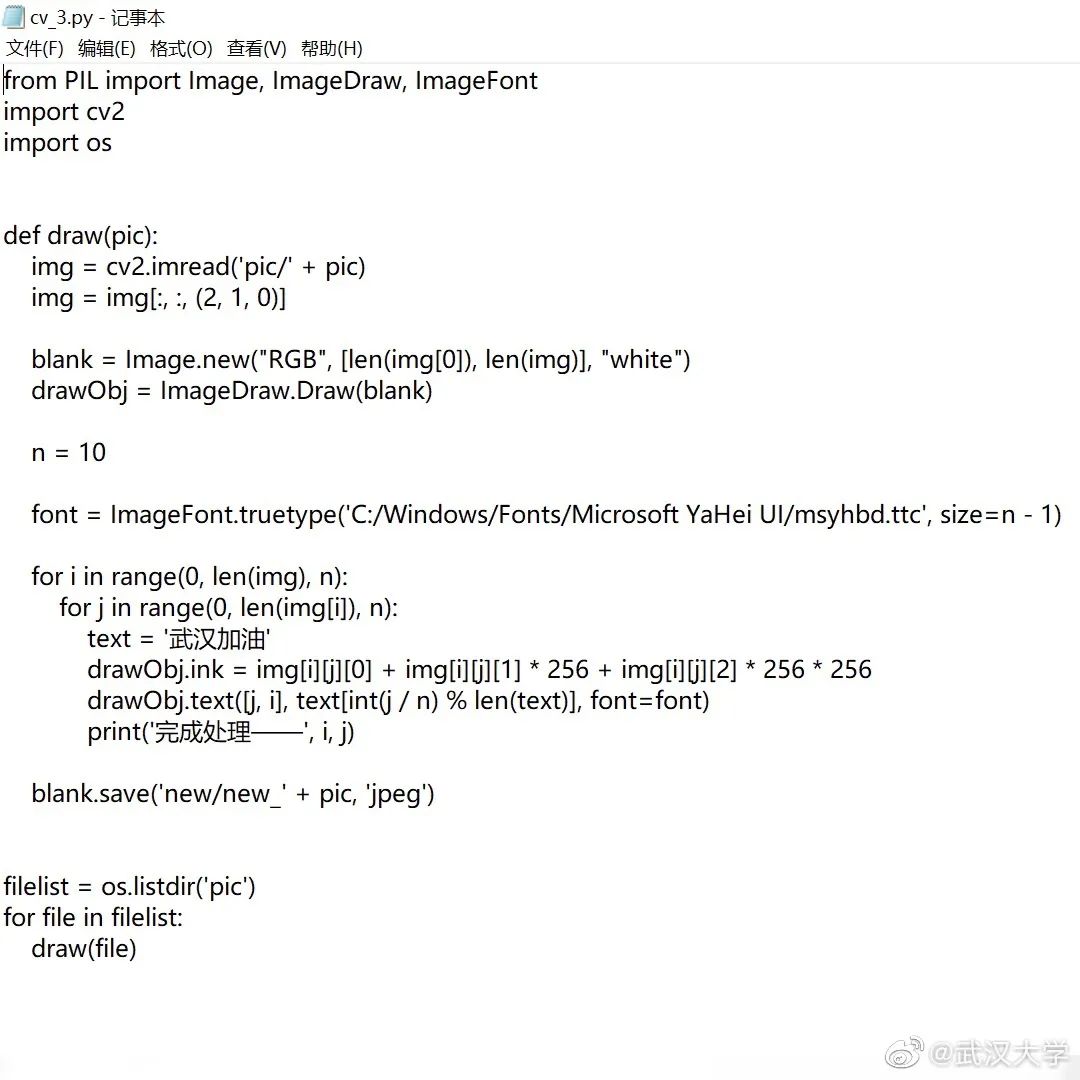 cv_3.py - 记事本
文件(F) 编辑(E) 格式(O) 查看(V) 帮助(H)
from PIL import Image, ImageDraw, ImageFont
import cv2
import os
def draw(pic):
    img = cv2.imread('pic/' + pic)
    img = img[:, :, (2, 1, 0)]
    blank = Image.new("RGB", [len(img[0]), len(img)], "white")
    drawObj = ImageDraw.Draw(blank)
    n = 10
    font = ImageFont.truetype('C:/Windows/Fonts/Microsoft YaHei UI/msyhbd.ttc', size=n - 1)
    for i in range(0, len(img), n):
        for j in range(0, len(img[i]), n):
            text = '武汉加油'
            drawObj.ink = img[i][j][0] + img[i][j][1] * 256 + img[i][j][2] * 256 * 256
            drawObj.text([j, i], text[int(j / n) % len(text)], font=font)
            print('完成处理——', i, j)
    blank.save('new/new_' + pic, 'jpeg')
filelist = os.listdir('pic')
for file in filelist:
    draw(file)
@武汉大学